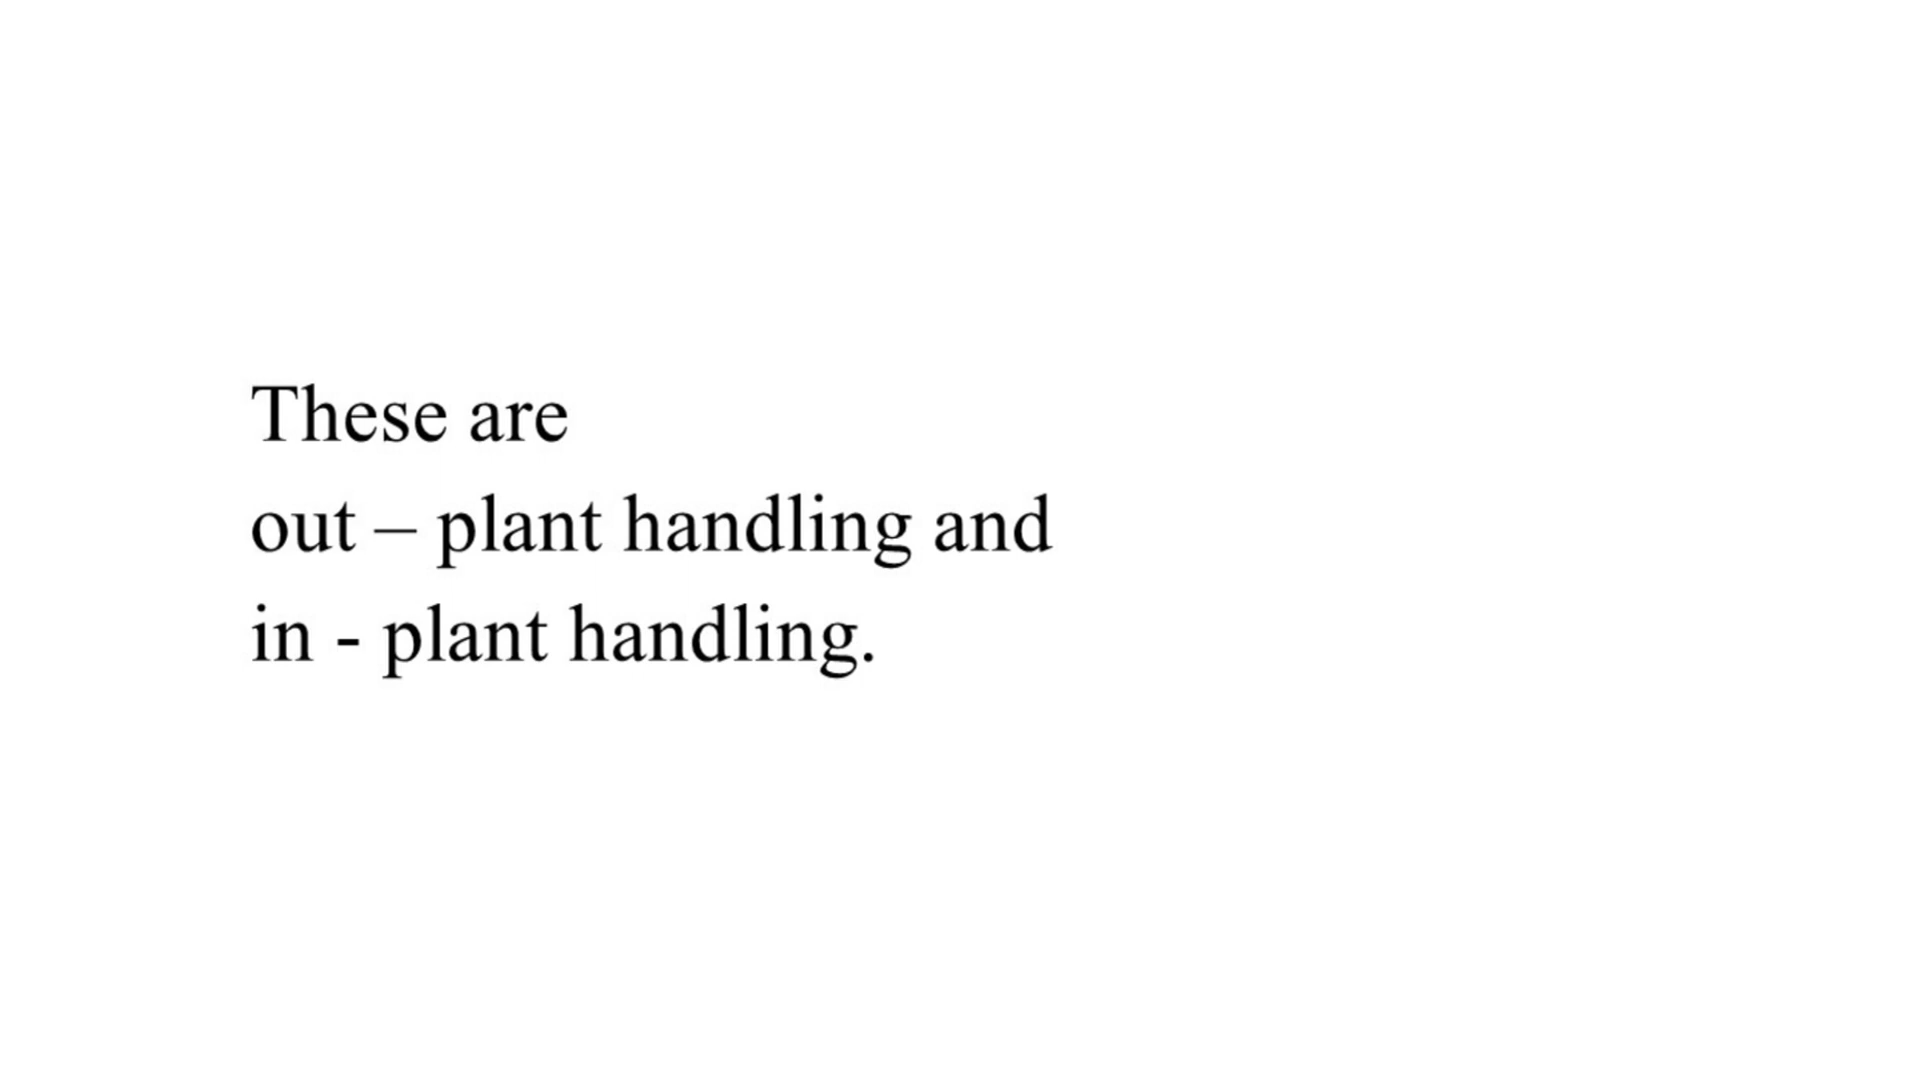 These are
out – plant handling and
in - plant handling.